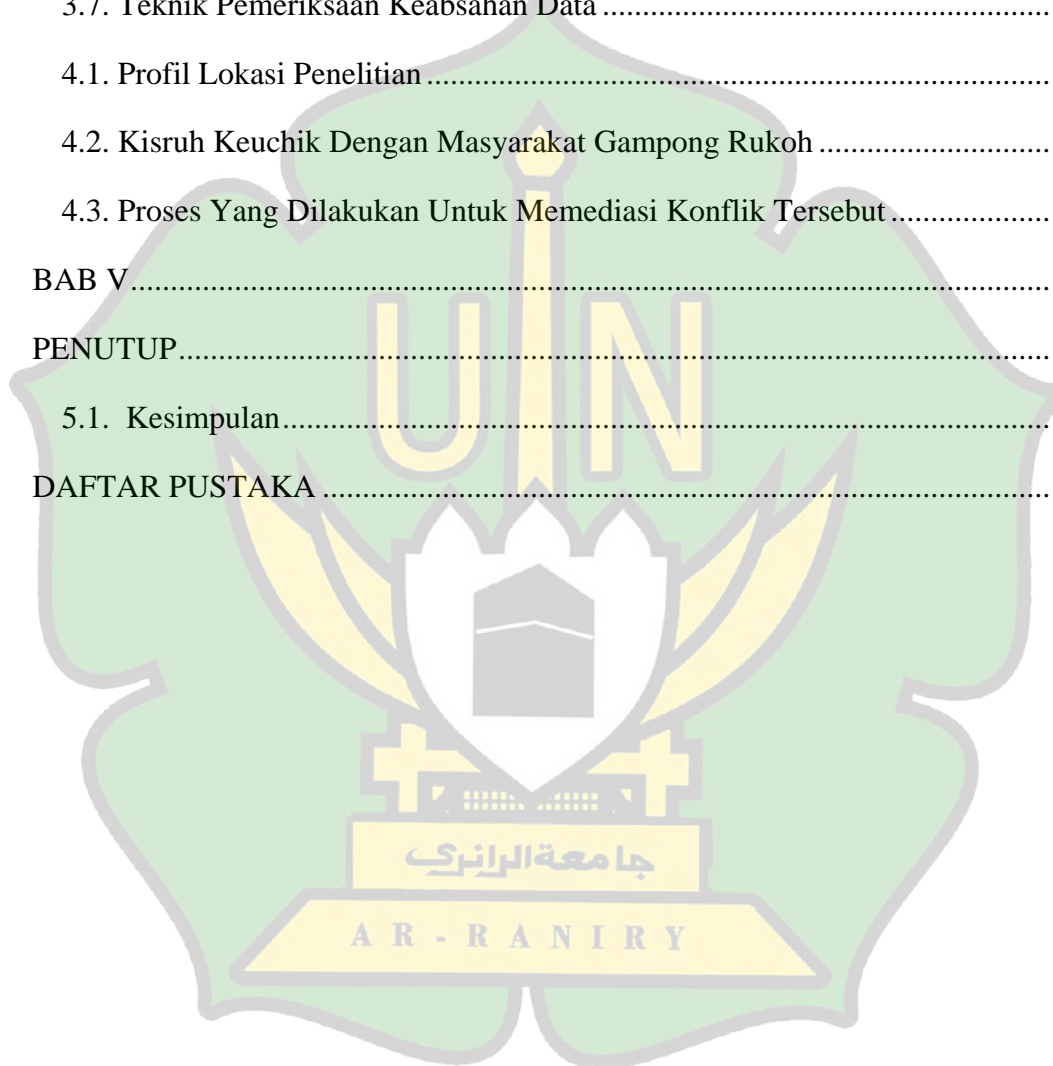 3.7. Teknik Pemeriksaan Keabsahan Data ........................................................
4.1. Profil Lokasi Penelitian ...............................................................................
4.2. Kisruh Keuchik Dengan Masyarakat Gampong Rukoh .............................
4.3. Proses Yang Dilakukan Untuk Memediasi Konflik Tersebut ....................
BAB V ..................................................................................................................
PENUTUP ............................................................................................................
5.1. Kesimpulan .................................................................................................
DAFTAR PUSTAKA ..........................................................................................
UIN
جامعة الرانري
AR - RANIRY